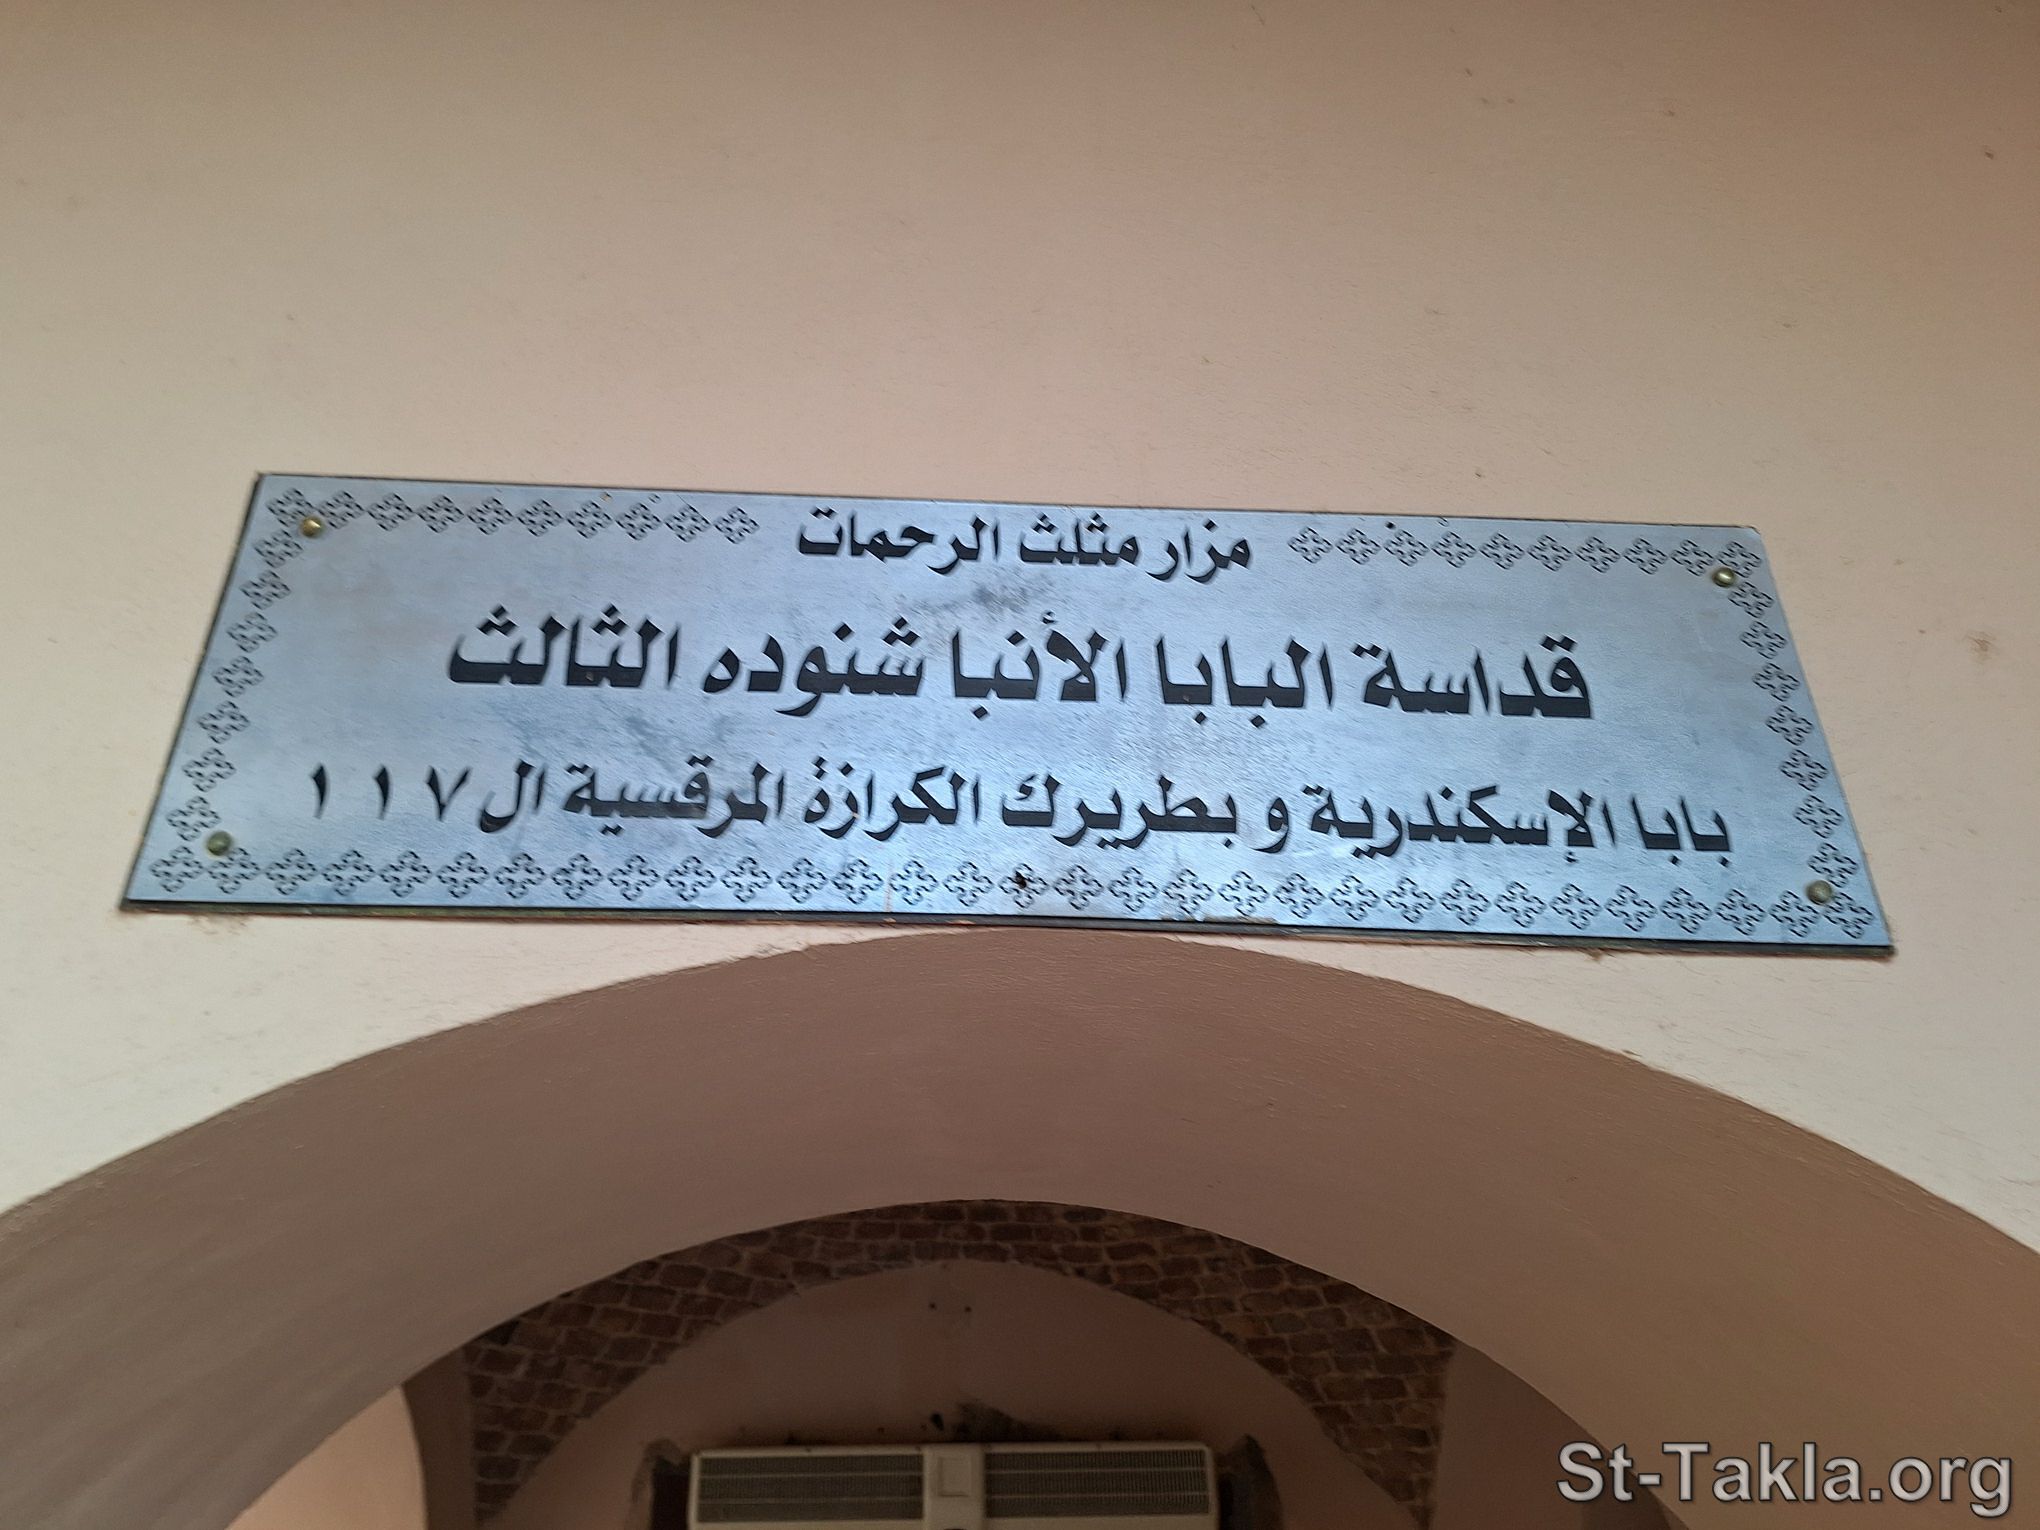 مزار مثلث الرحمات
قداسة البابا الأنبا شنوده الثالث
بابا الإسكندرية و بطريرك الكرازة المرقسية ال ١١٧
St-Takla.org